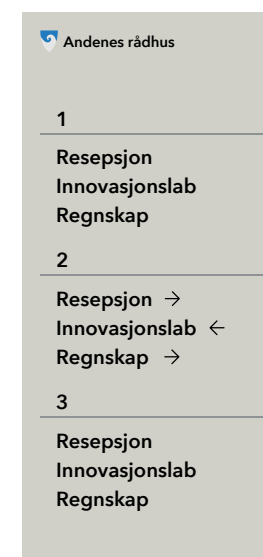 Andenes rådhus
1
Resepsjon
Innovasjonslab
Regnskap
2
Resepsjon →
Innovasjonslab ←
Regnskap →
3
Resepsjon
Innovasjonslab
Regnskap